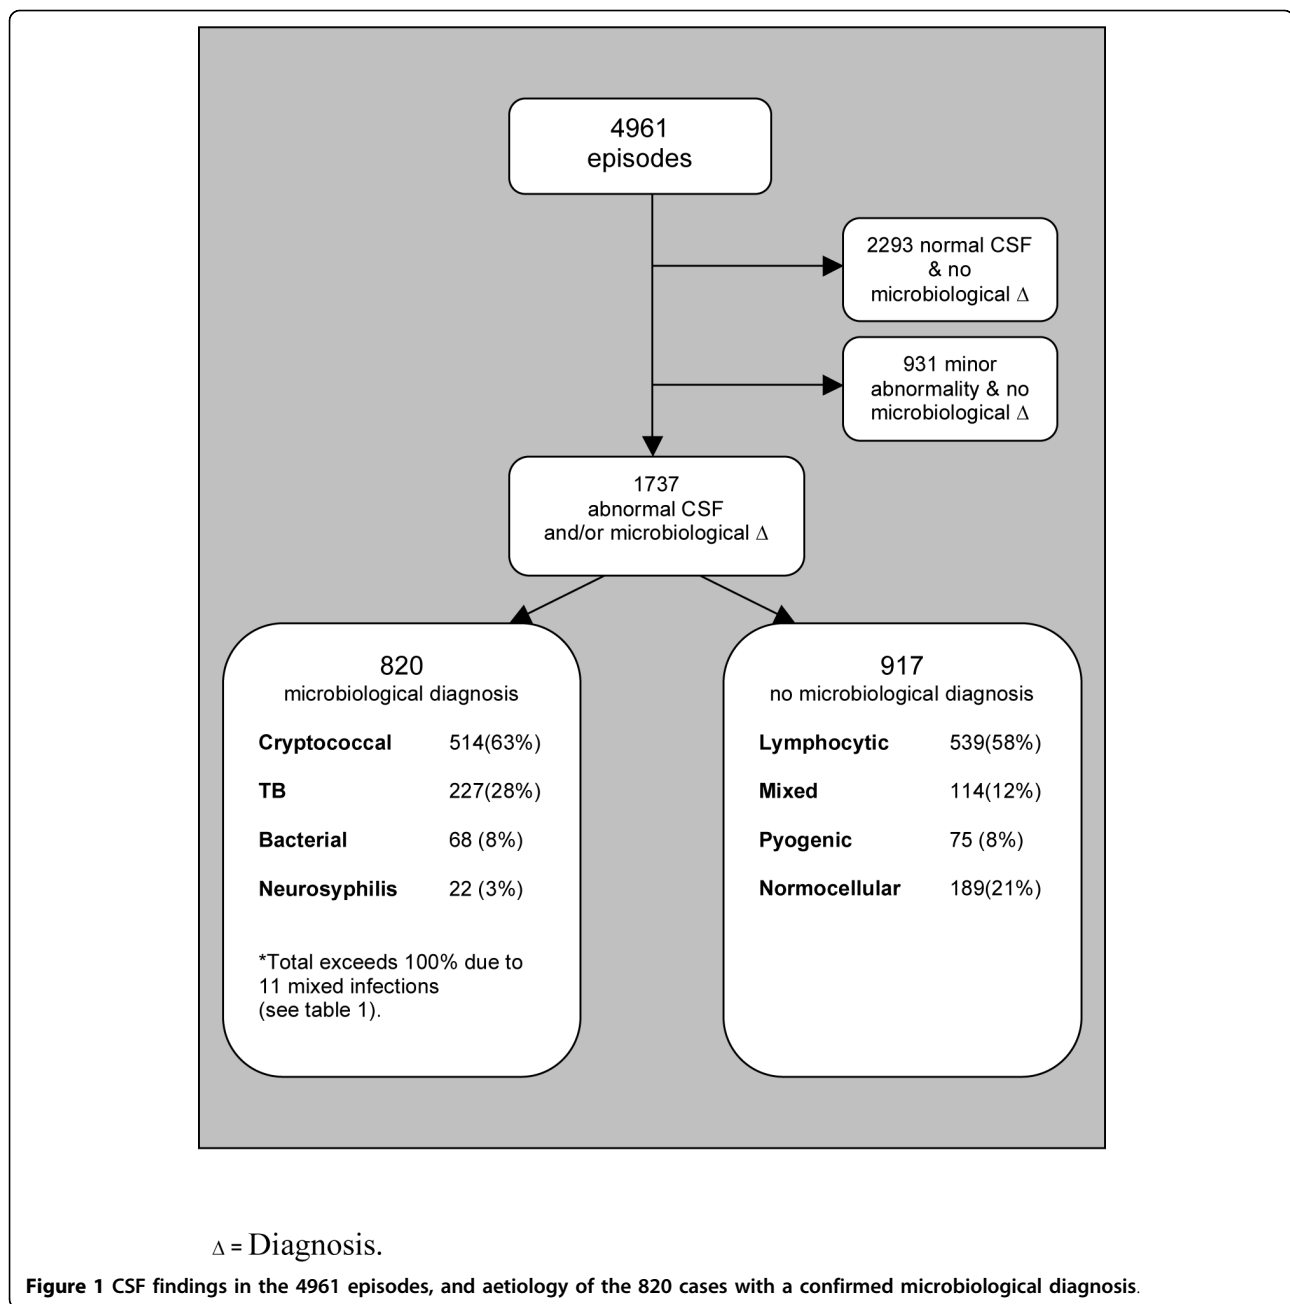 4961
episodes
2293 normal CSF
& no
microbiological Δ
931 minor
abnormality & no
microbiological Δ
1737
abnormal CSF
and/or microbiological Δ
820
microbiological diagnosis
Cryptococcal 514(63%)
TB 227(28%)
Bacterial 68 (8%)
Neurosyphilis 22 (3%)
*Total exceeds 100% due to
11 mixed infections
(see table 1).
917
no microbiological diagnosis
Lymphocytic 539(58%)
Mixed 114(12%)
Pyogenic 75 (8%)
Normocellular 189(21%)
Δ = Diagnosis.
Figure 1 CSF findings in the 4961 episodes, and aetiology of the 820 cases with a confirmed microbiological diagnosis.